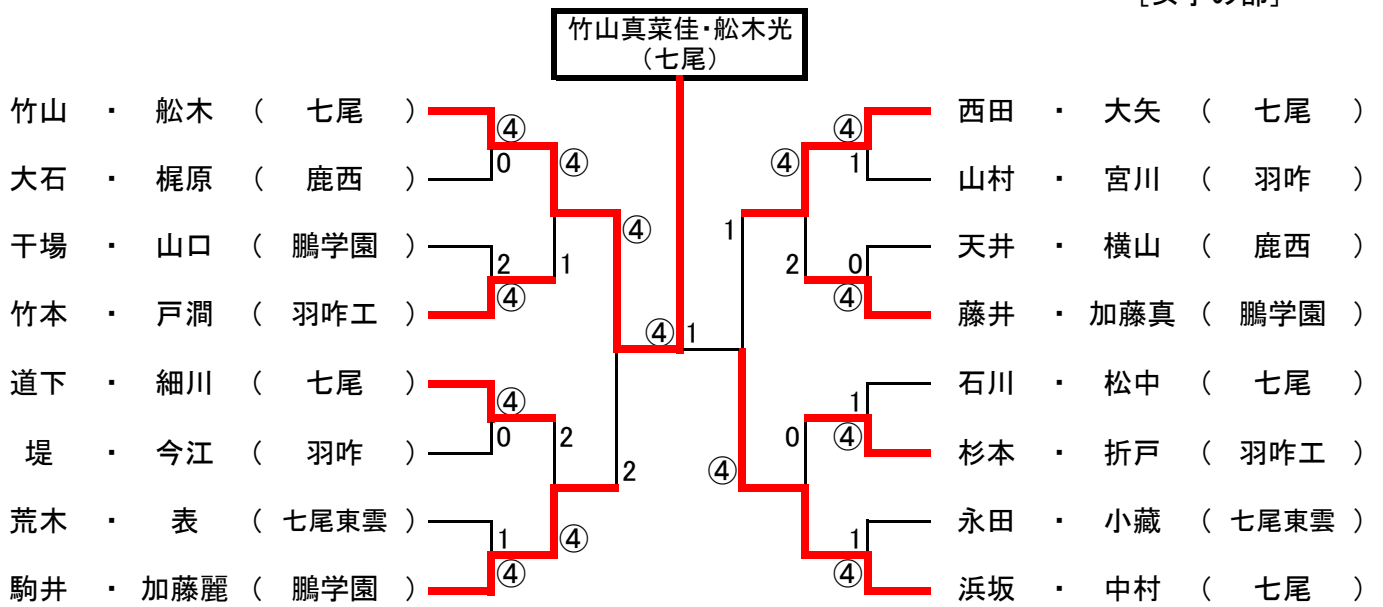 [女子の部]
竹山真菜佳・舩木光
(七尾)
竹山 ・ 舩木 ( 七尾 )
大石 ・ 梶原 ( 鹿西 )
干場 ・ 山口 ( 鵬学園 )
竹本 ・ 戸澗 ( 羽咋工 )
道下 ・ 細川 ( 七尾 )
堤 ・ 今江 ( 羽咋 )
荒木 ・ 表 ( 七尾東雲 )
駒井 ・ 加藤麗 ( 鵬学園 )
④
0
④
2
④
1
④
④
0
2
1
④
④
2
④
1
西田 ・ 大矢 ( 七尾 )
山村 ・ 宮川 ( 羽咋 )
天井 ・ 横山 ( 鹿西 )
藤井 ・ 加藤真 ( 鵬学園 )
石川 ・ 松中 ( 七尾 )
杉本 ・ 折戸 ( 羽咋工 )
永田 ・ 小藏 ( 七尾東雲 )
浜坂 ・ 中村 ( 七尾 )
④
1
④
1
2
0
④
1
0
④
④
1
④